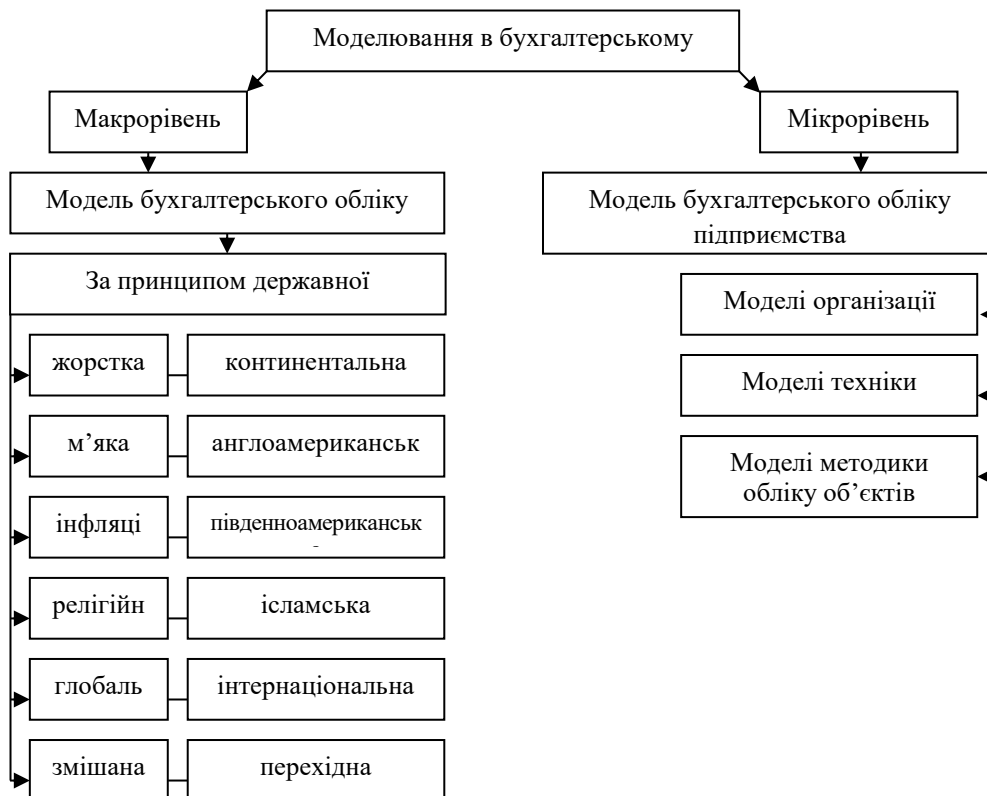 Моделювання в бухгалтерському
Макрорівень
Мікрорівень
Модель бухгалтерського обліку
Модель бухгалтерського обліку
підприємства
За принципом державної
Моделі організації
жорстка
континентальна
Моделі техніки
м’яка
англоамериканськ
Моделі методики
обліку об’єктів
інфляці
південноамериканськ
релігійн
ісламська
глобаль
інтернаціональна
змішана
перехідна